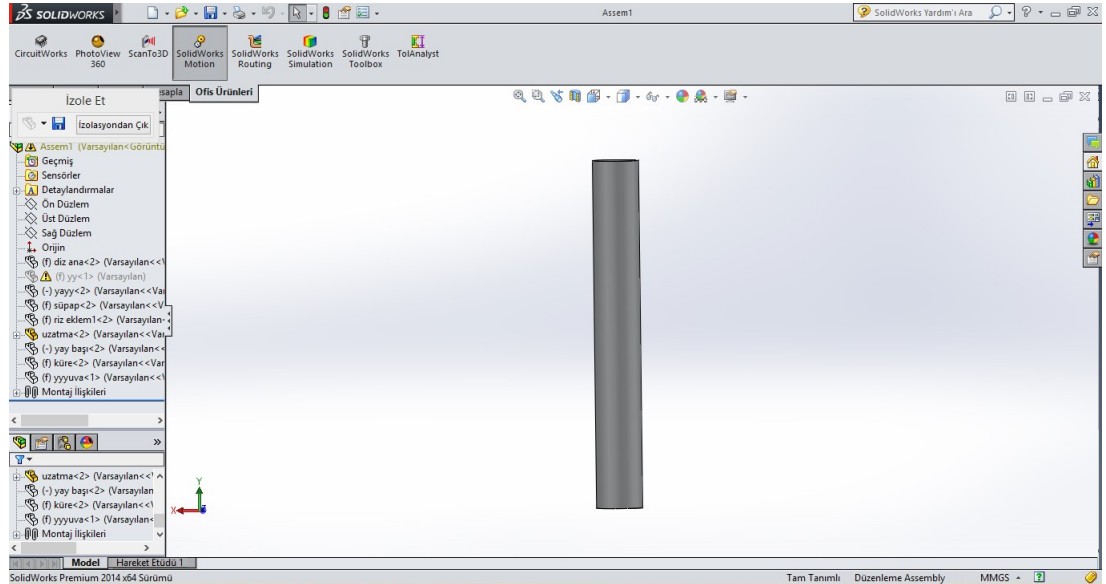 SOLIDWORKS
Assem1
SolidWorks Yardım'ı Ara
CircuitWorks
PhotoView 360
ScanTo3D
SolidWorks Motion
SolidWorks Routing
SolidWorks Simulation
SolidWorks Toolbox
TolAnalyst
esapla
Ofis Ürünleri
İzole Et
İzolasyondan Çık
Assem1 (Varsayılan<Görüntü
Geçmiş
Sensörler
Detaylandırmalar
Ön Düzlem
Üst Düzlem
Sağ Düzlem
Orijin
(f) diz ana<2> (Varsayılan<<\
(f) yy<1> (Varsayılan)
(-) yayy<2> (Varsayılan<<Var
(f) süpap<2> (Varsayılan<<V
(f) riz eklem1<2> (Varsayılan<
uzatma<2> (Varsayılan<<Var
(-) yay başı<2> (Varsayılan<<
(f) küre<2> (Varsayılan<<Var
(f) yyyuva<1> (Varsayılan<<\
Montaj İlişkileri
uzatma<2> (Varsayılan<<\
(-) yay başı<2> (Varsayılan
(f) küre<2> (Varsayılan<<\
(f) yyyuva<1> (Varsayılan<
Montaj İlişkileri
Y
X
Z
Model
Hareket Etüdü 1
SolidWorks Premium 2014 x64 Sürümü
Tam Tanımlı
Düzenleme Assembly
MMGS